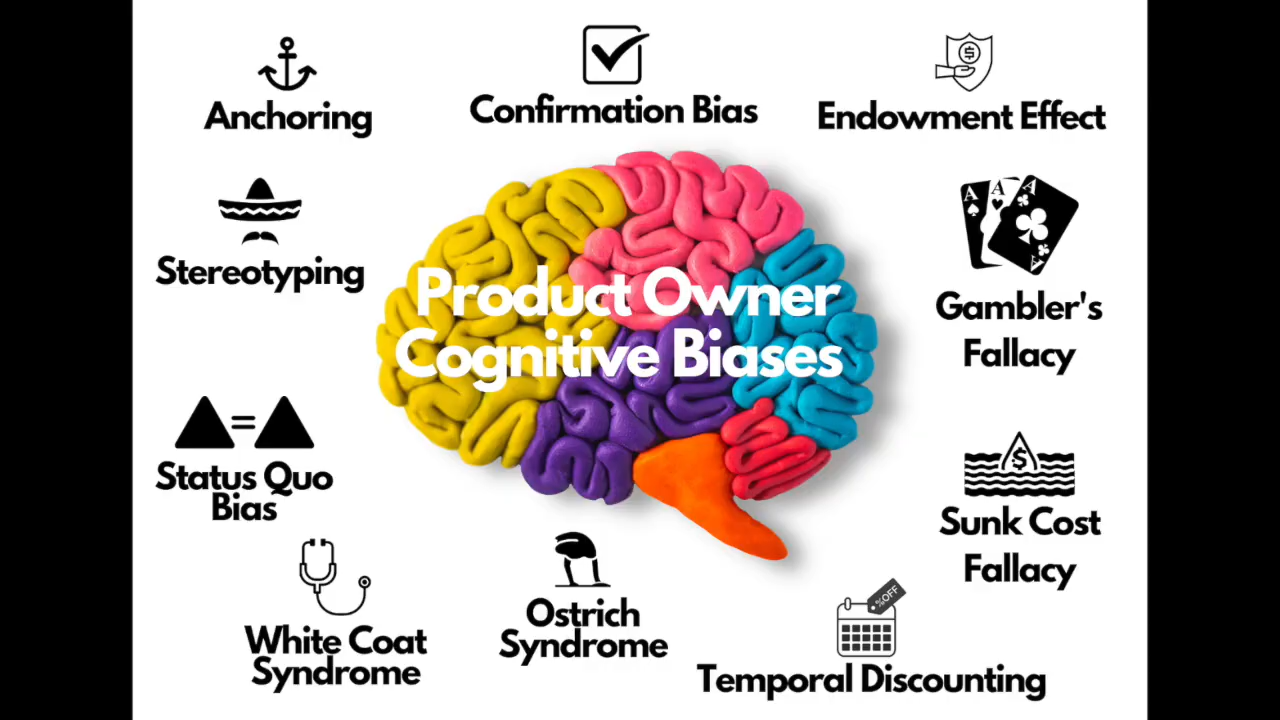 Anchoring
Confirmation Bias
Endowment Effect
Stereotyping
A
A
A
Product Owner
Cognitive Biases
Gambler's
Fallacy
=
Status Quo
Bias
$
Sunk Cost
Fallacy
White Coat
Syndrome
Ostrich
Syndrome
%OFF
Temporal Discounting